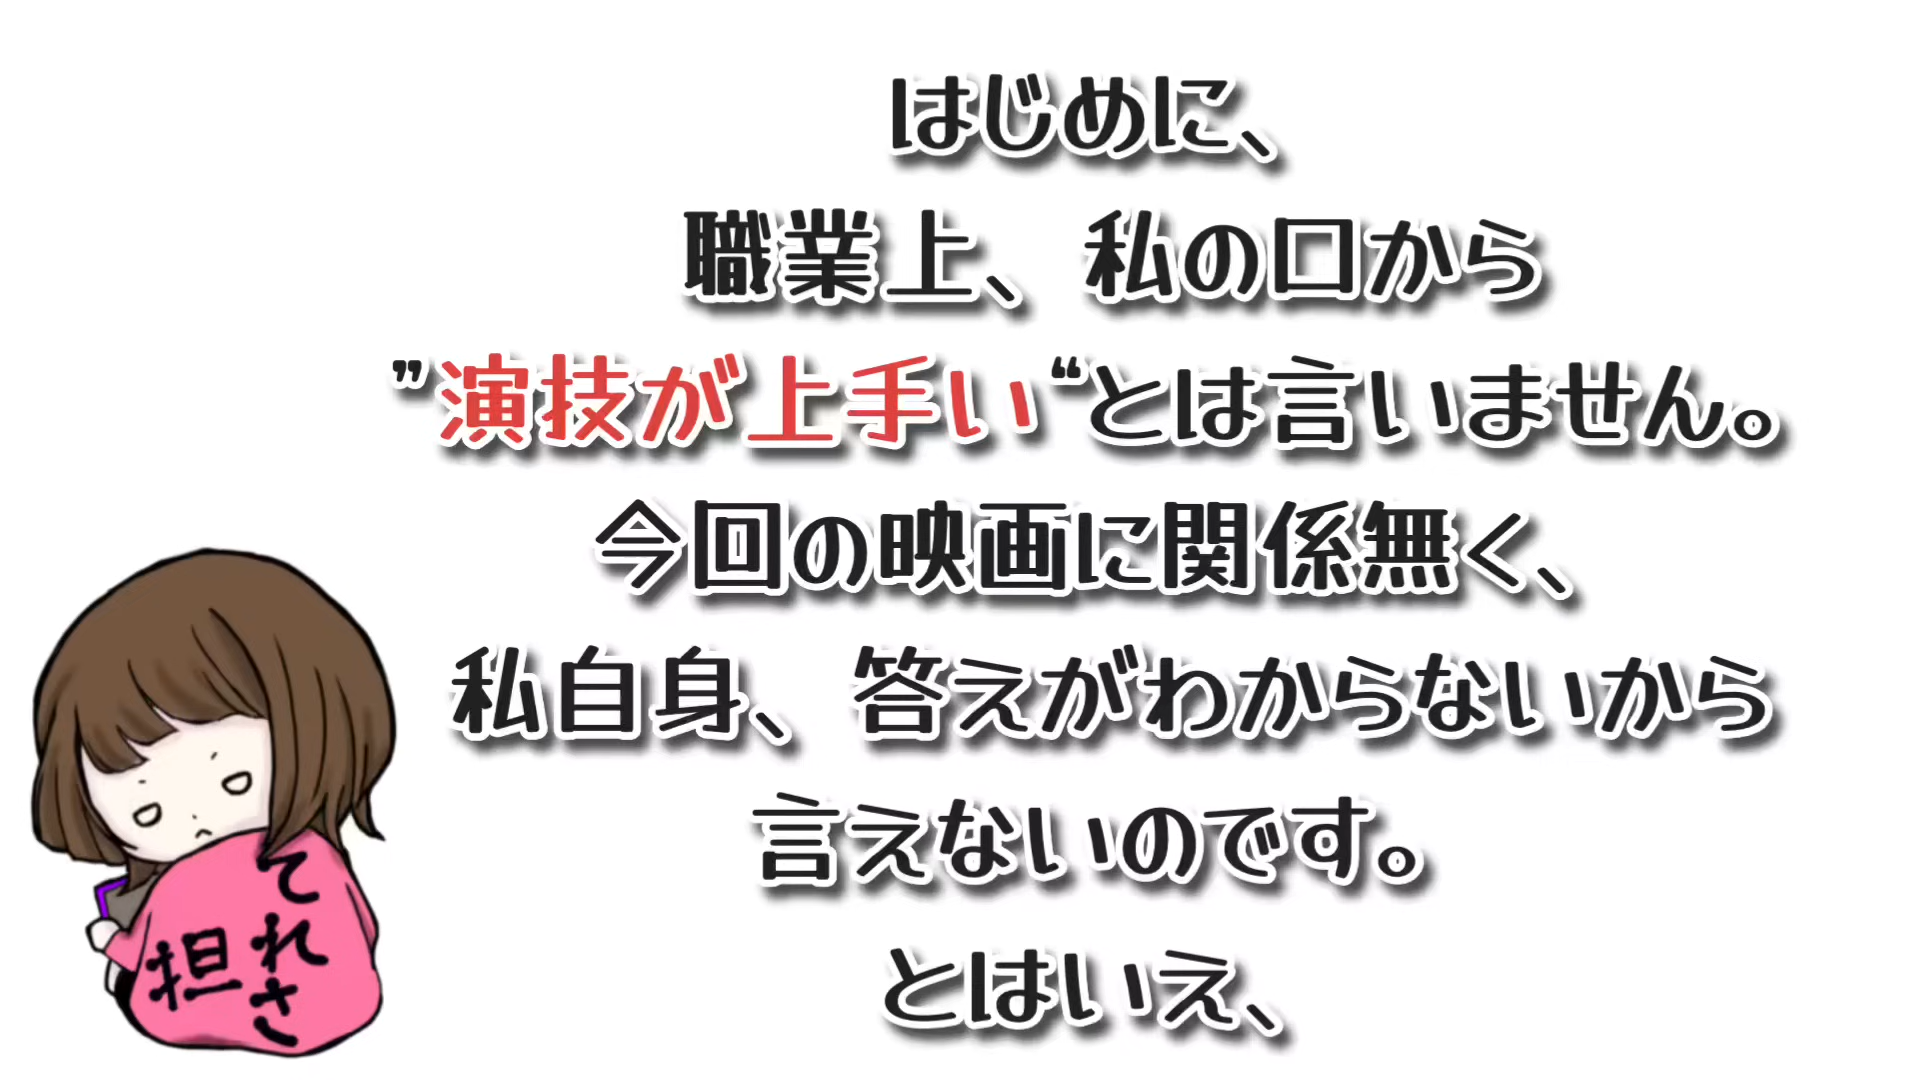 はじめに、
職業上、私の口から
”演技が上手い“とは言いません。
今回の映画に関係無く、
私自身、答えがわからないから
言えないのです。
とはいえ、
てれさ
担